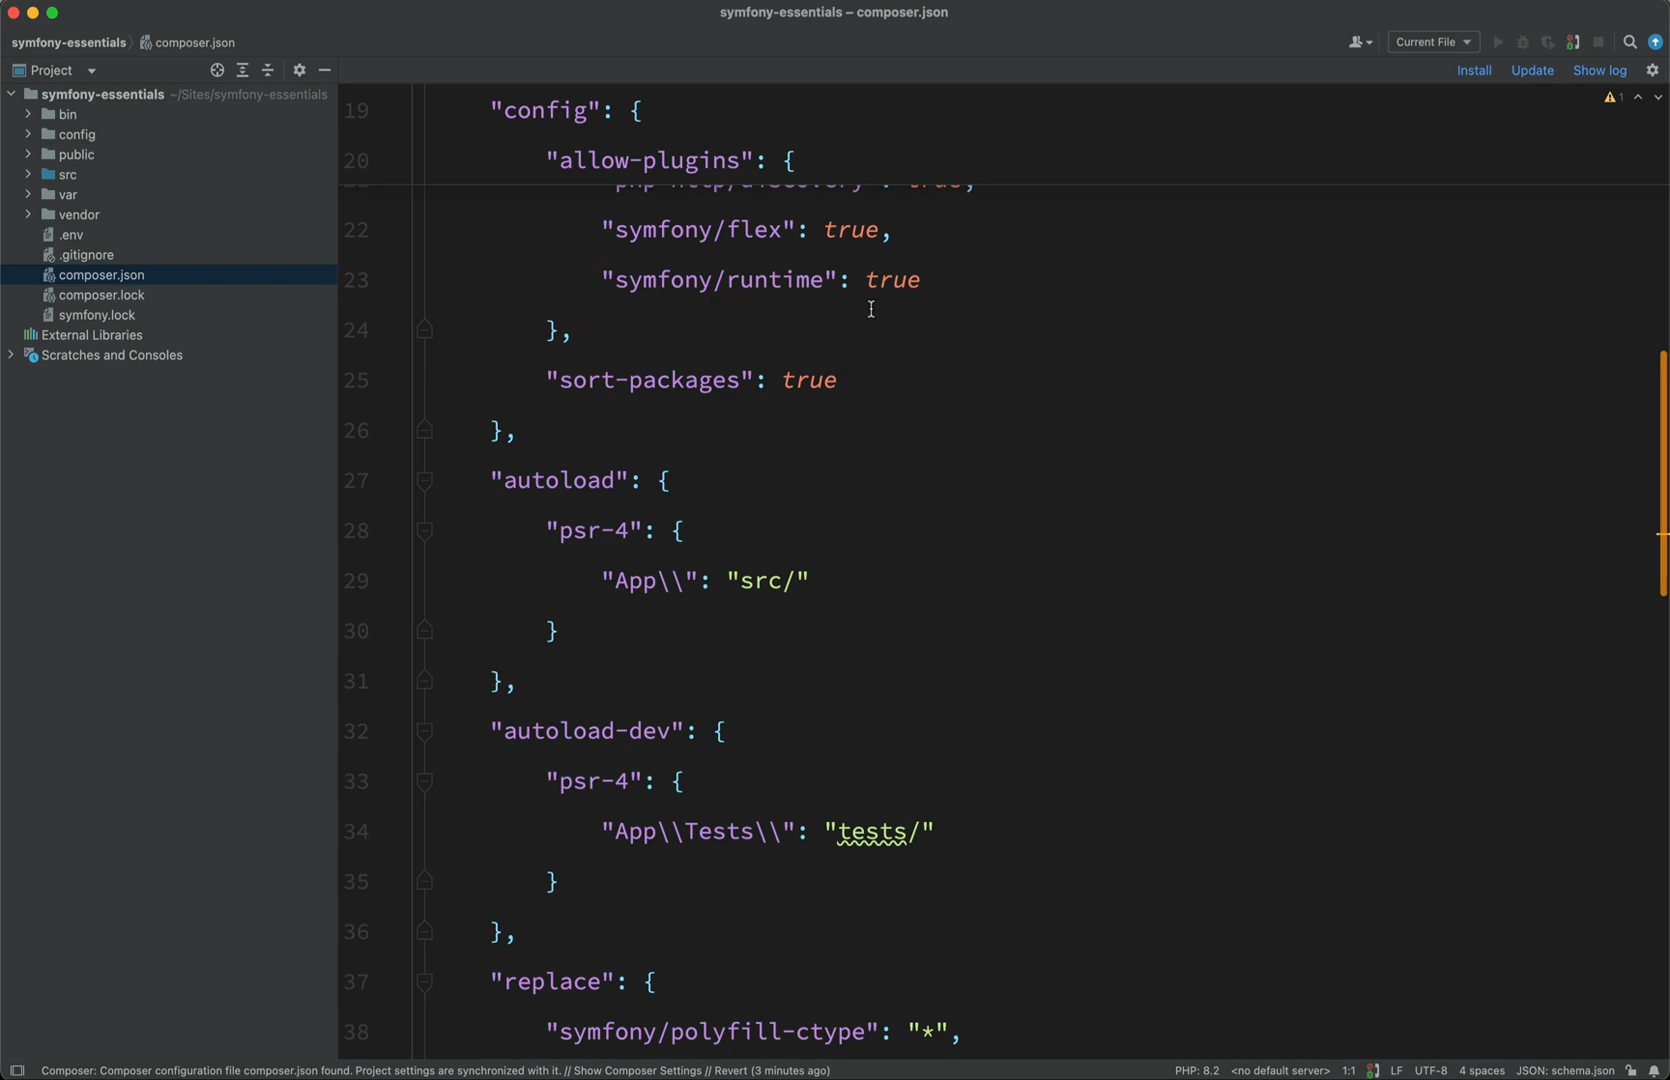 symfony-essentials – composer.json
symfony-essentials
composer.json
Current File
Project
Install
Update
Show log
symfony-essentials ~/Sites/symfony-essentials
bin
config
public
src
var
vendor
.env
.gitignore
composer.json
composer.lock
symfony.lock
External Libraries
Scratches and Consoles
1
19 "config": {
20 "allow-plugins": {
"php-http/discovery": true,
22 "symfony/flex": true,
23 "symfony/runtime": true
24 },
25 "sort-packages": true
26 },
27 "autoload": {
28 "psr-4": {
29 "App\\": "src/"
30 }
31 },
32 "autoload-dev": {
33 "psr-4": {
34 "App\\Tests\\": "tests/"
35 }
36 },
37 "replace": {
38 "symfony/polyfill-ctype": "*",
Composer: Composer configuration file composer.json found. Project settings are synchronized with it. // Show Composer Settings // Revert (3 minutes ago)
PHP: 8.2 <no default server> 1:1 LF UTF-8 4 spaces JSON: schema.json